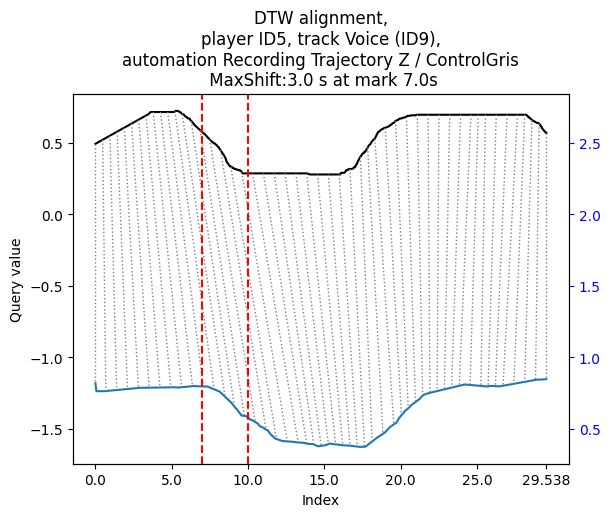 DTW alignment,
player ID5, track Voice (ID9),
automation Recording Trajectory Z / ControlGris
MaxShift:3.0 s at mark 7.0s
Query value
0.5
0.0
−0.5
−1.0
−1.5
2.5
2.0
1.5
1.0
0.5
0.0 5.0 10.0 15.0 20.0 25.0 29.538
Index